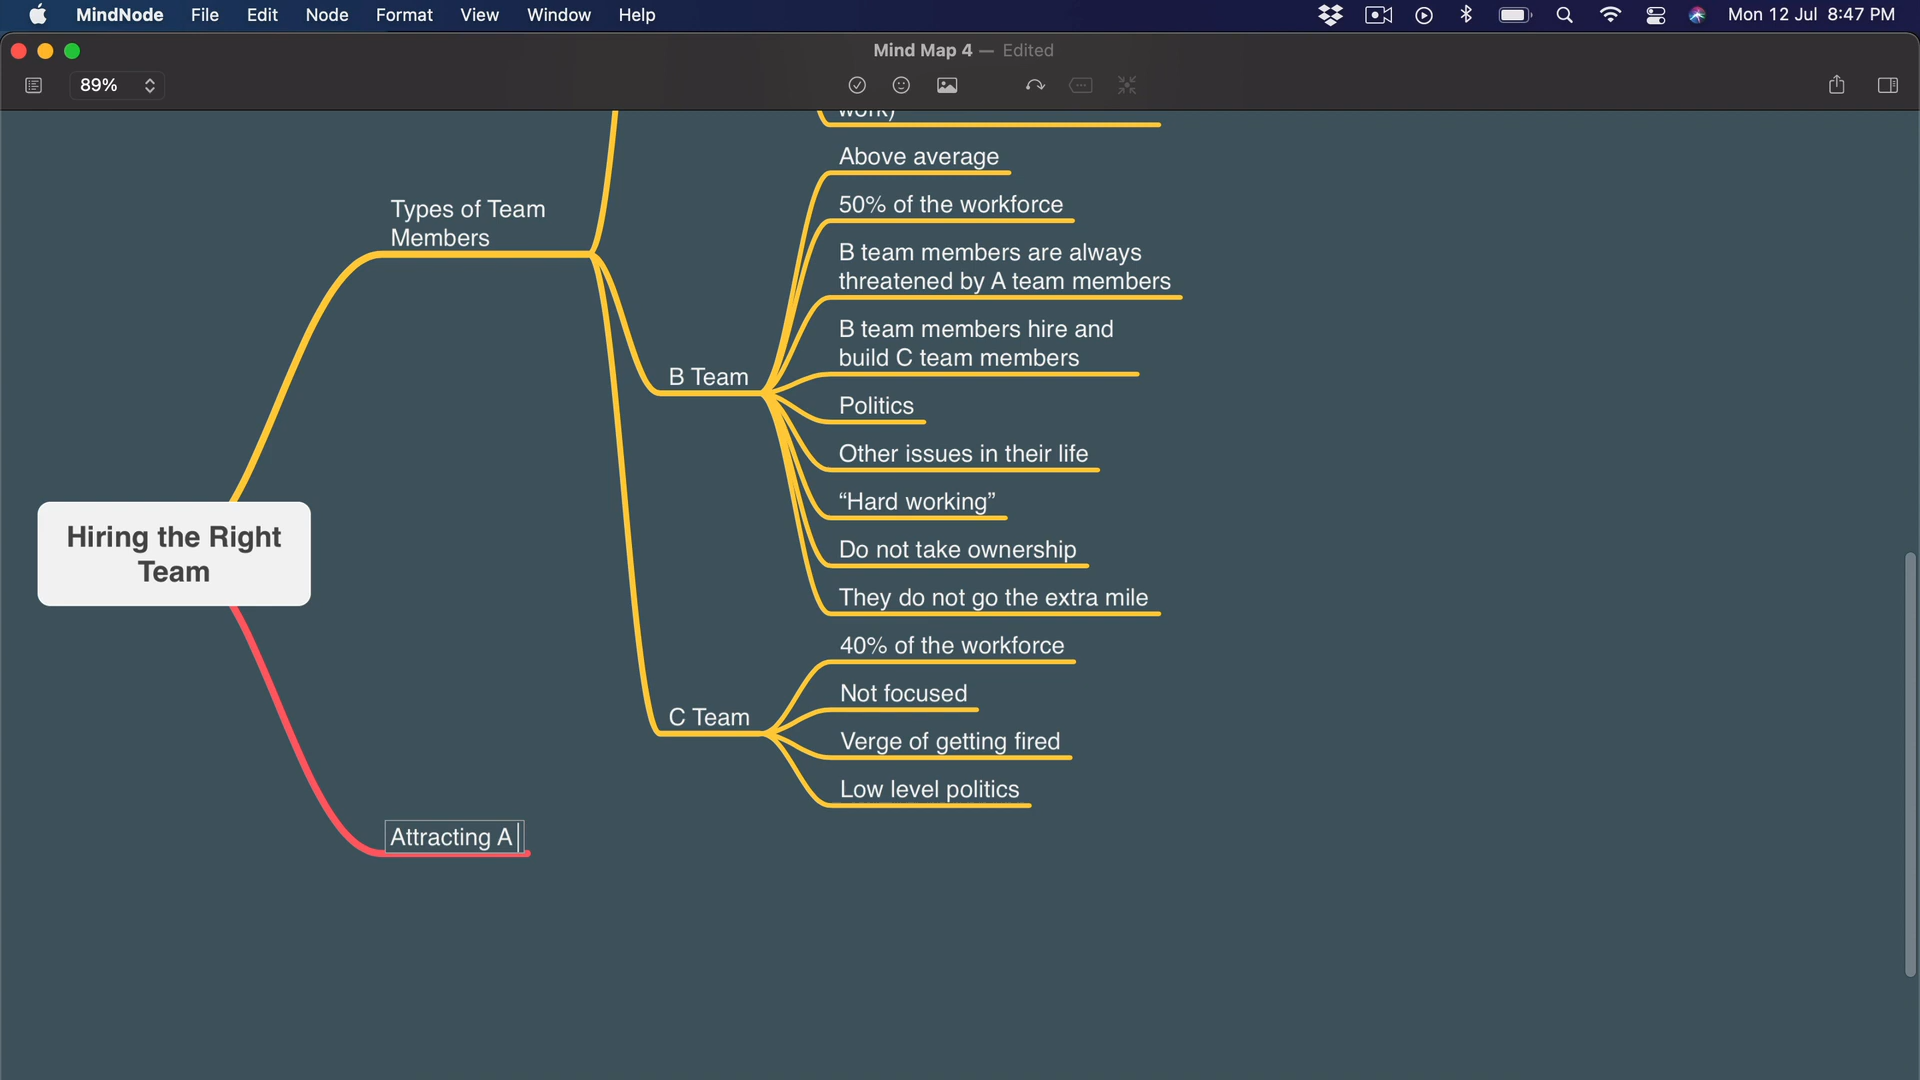 MindNode File Edit Node Format View Window Help Mon 12 Jul 8:47 PM
Mind Map 4 — Edited
89%
work)
Above average
50% of the workforce
B team members are always
threatened by A team members
B team members hire and
build C team members
Politics
Other issues in their life
“Hard working”
Do not take ownership
They do not go the extra mile
Types of Team
Members
B Team
40% of the workforce
Not focused
Verge of getting fired
Low level politics
C Team
Hiring the Right
Team
Attracting A